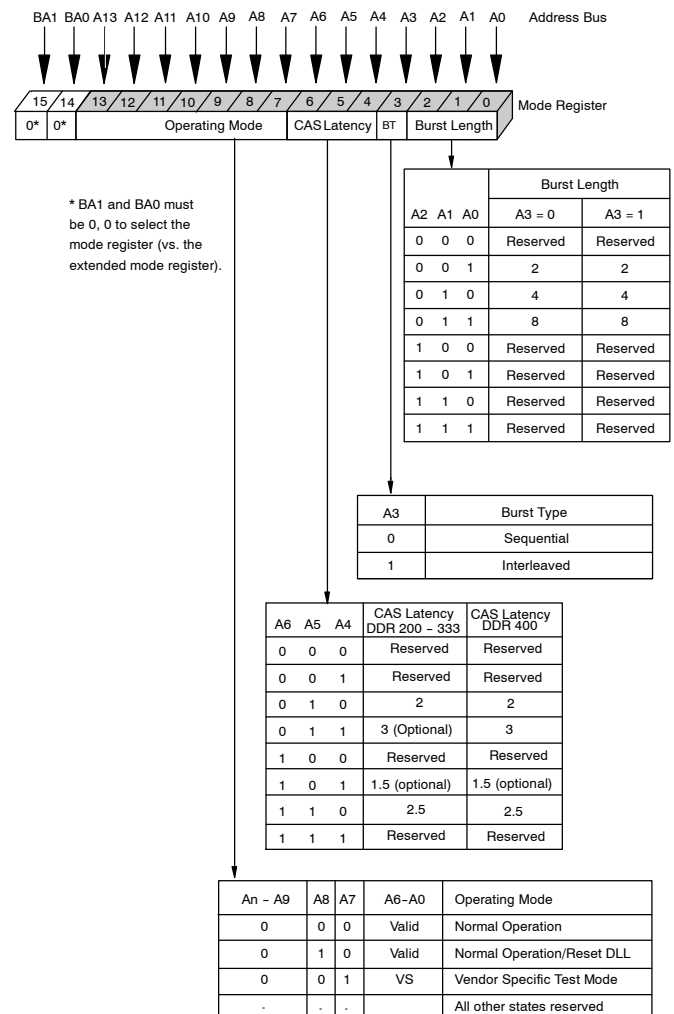 BA1 BA0 A13 A12 A11 A10 A9 A8 A7 A6 A5 A4 A3 A2 A1 A0 Address Bus
15 14 13 12 11 10 9 8 7 6 5 4 3 2 1 0 Mode Register
0* 0* Operating Mode CAS Latency BT Burst Length
* BA1 and BA0 must
be 0, 0 to select the
mode register (vs. the
extended mode register).
Burst Length
A2 A1 A0 A3 = 0 A3 = 1
0 0 0 Reserved Reserved
0 0 1 2 2
0 1 0 4 4
0 1 1 8 8
1 0 0 Reserved Reserved
1 0 1 Reserved Reserved
1 1 0 Reserved Reserved
1 1 1 Reserved Reserved
A3 Burst Type
0 Sequential
1 Interleaved
A6 A5 A4 CAS Latency DDR 200 - 333 CAS Latency DDR 400
0 0 0 Reserved Reserved
0 0 1 Reserved Reserved
0 1 0 2 2
0 1 1 3 (Optional) 3
1 0 0 Reserved Reserved
1 0 1 1.5 (optional) 1.5 (optional)
1 1 0 2.5 2.5
1 1 1 Reserved Reserved
An - A9 A8 A7 A6-A0 Operating Mode
0 0 0 Valid Normal Operation
0 1 0 Valid Normal Operation/Reset DLL
0 0 1 VS Vendor Specific Test Mode
. . . All other states reserved